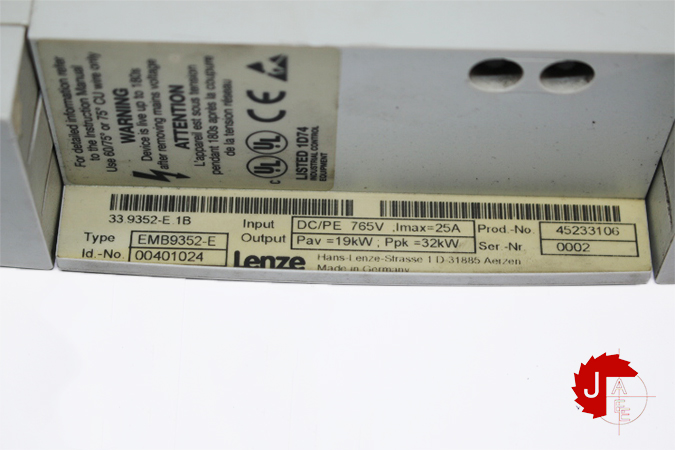 For detailed information refer
to the Instruction Manual
Use 60/75° or 75° CU wire only
WARNING
Device is live up to 180s
after removing mains voltage
ATTENTION
L'appareil est sous tension
pendant 180s après la coupure
de la tension réseau
C UL UL CE
LISTED 1D74
INDUSTRIAL CONTROL
EQUIPMENT
33 9352-E 1B
Type EMB9352-E
Id.-No. 00401024
Input DC/PE 765V ,Imax=25A
Output Pav =19kW ; Ppk =32kW
Prod.-No. 45233106
Ser-Nr. 0002
Lenze Hans-Lenze-Strasse 1 D-31855 Aerzen
Made in Germany
J A